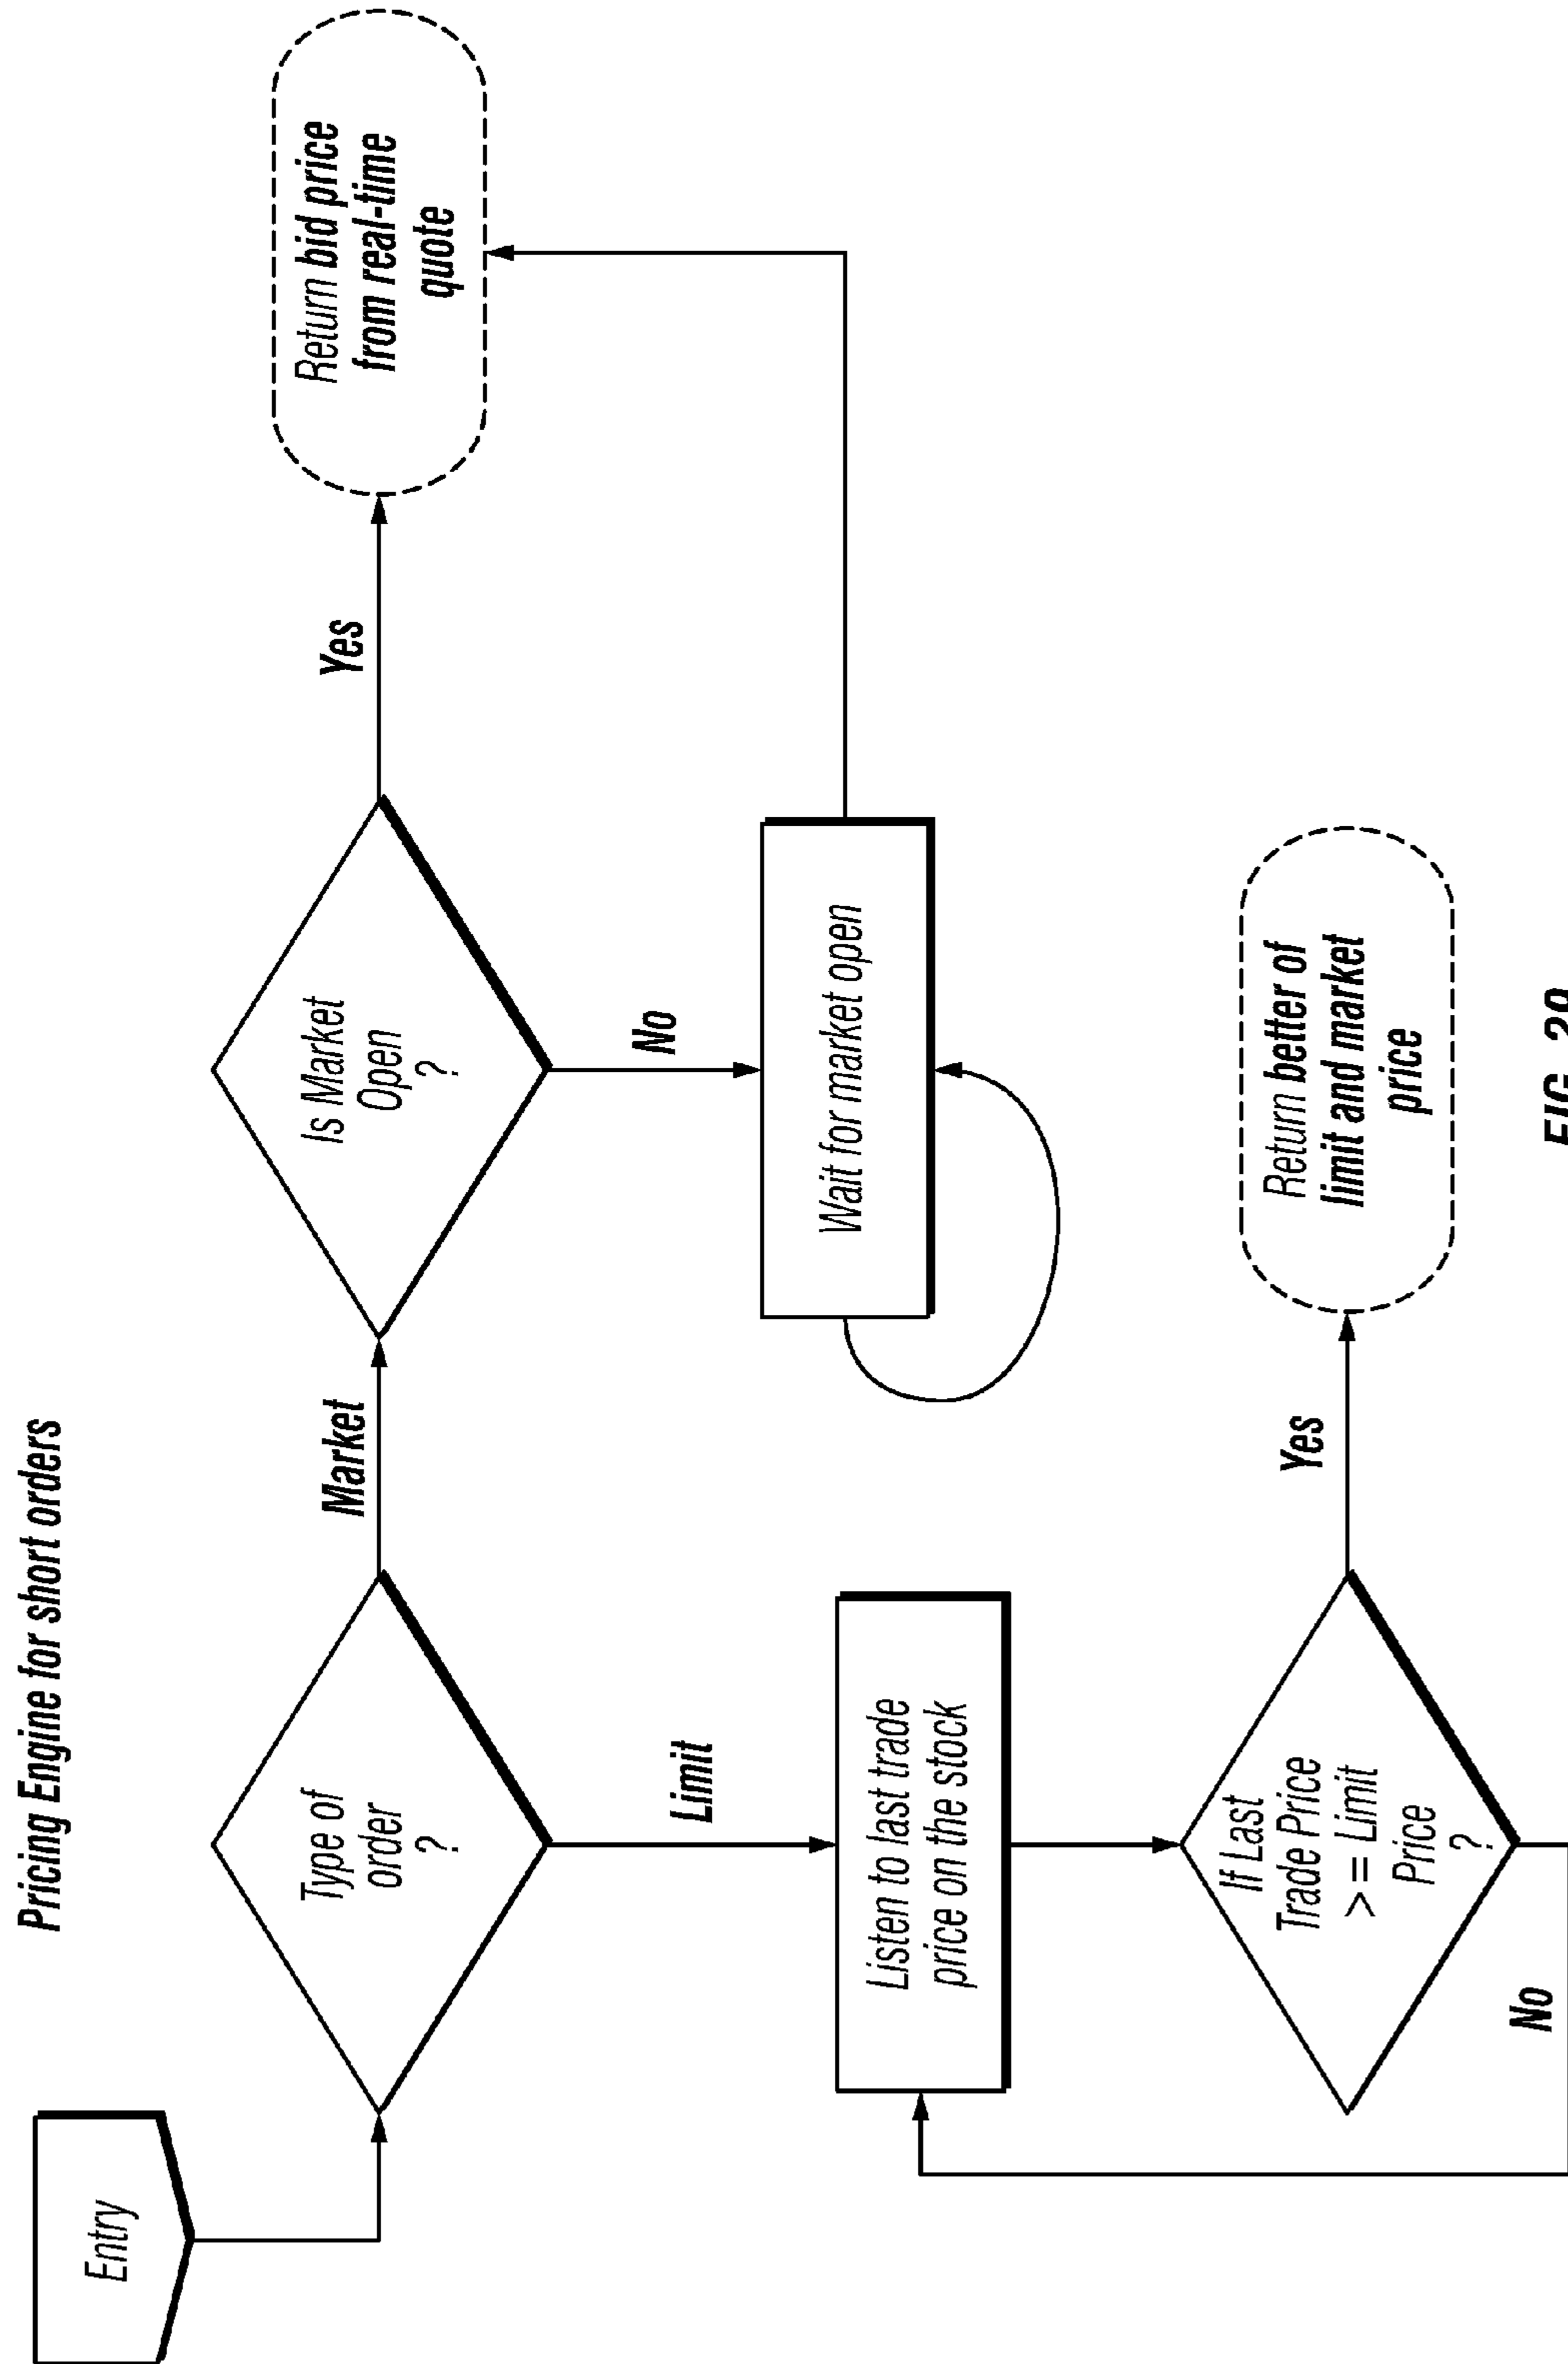 Pricing Engine for short orders
Entry
Type of
order
?
Market
Is Market
Open
?
Yes
Return bid price
from real-time
quote
Limit
No
Listen to last trade
price on the stock
Wait for market open
If Last
Trade Price
>= Limit
Price
?
Yes
Return better of
limit and market
price
No
FIG.